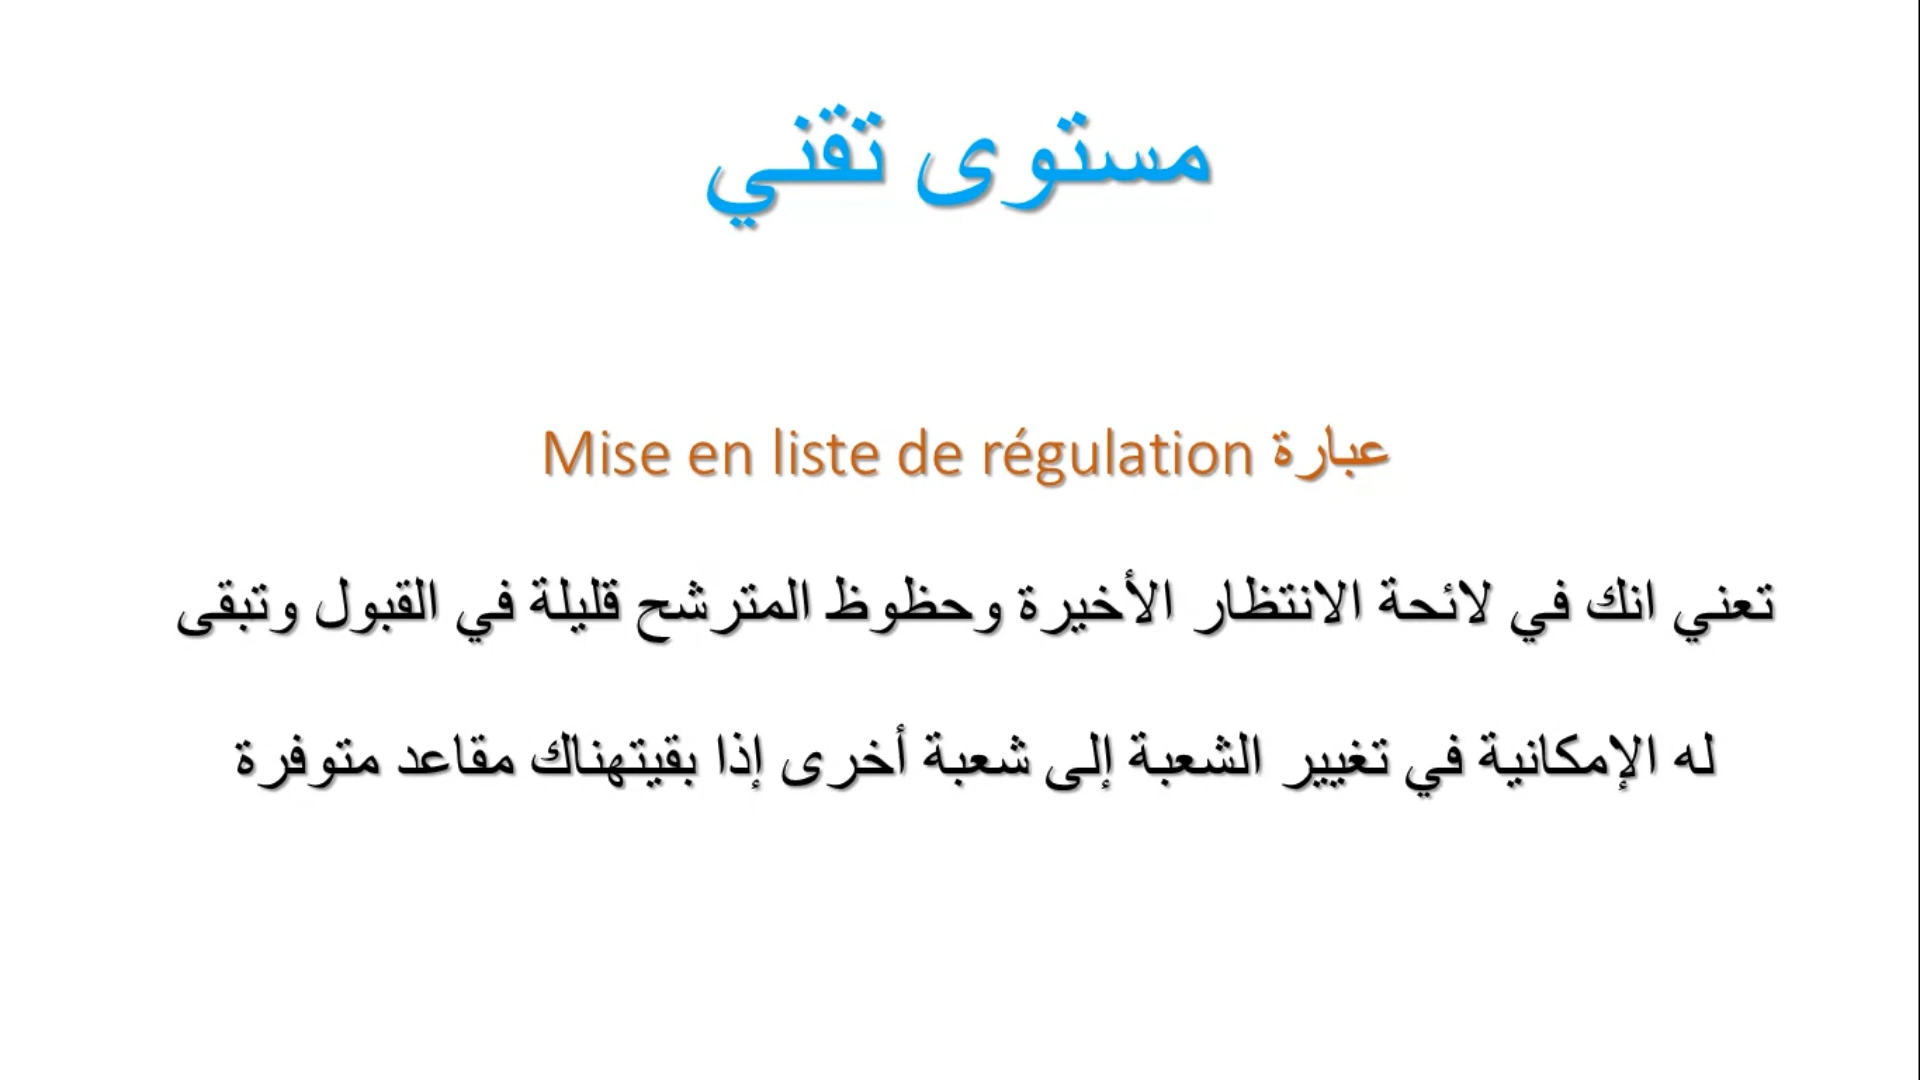 مستوى تقني
عبارة Mise en liste de régulation
تعني انك في لائحة الانتظار الأخيرة وحظوظ المترشح قليلة في القبول وتبقى
له الإمكانية في تغيير الشعبة إلى شعبة أخرى إذا بقيتهناك مقاعد متوفرة